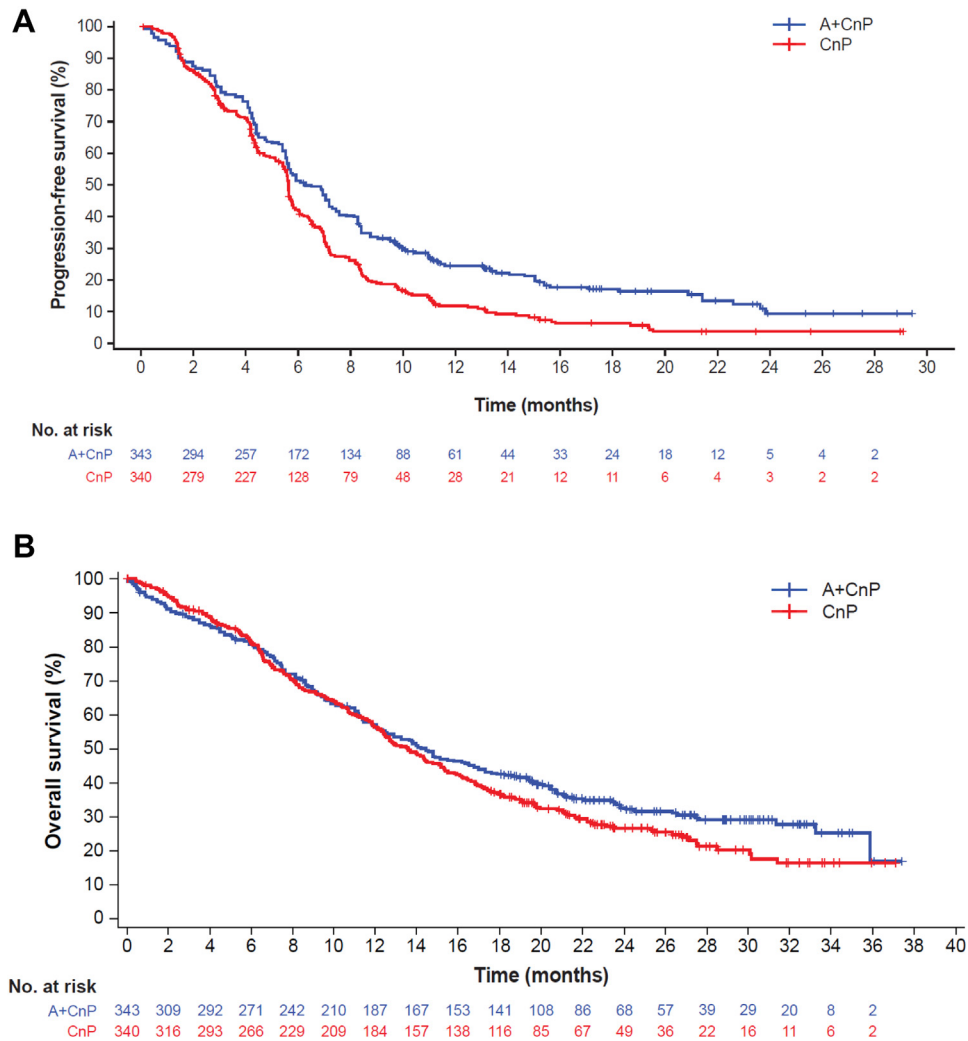 A
A+CnP
CnP
Progression-free survival (%)
100
90
80
70
60
50
40
30
20
10
0
0 2 4 6 8 10 12 14 16 18 20 22 24 26 28 30
Time (months)
No. at risk
A+CnP 343 294 257 172 134 88 61 44 33 24 18 12 5 4 2
CnP 340 279 227 128 79 48 28 21 12 11 6 4 3 2 2
B
A+CnP
CnP
Overall survival (%)
100
90
80
70
60
50
40
30
20
10
0
0 2 4 6 8 10 12 14 16 18 20 22 24 26 28 30 32 34 36 38 40
Time (months)
No. at risk
A+CnP 343 309 292 271 242 210 187 167 153 141 108 86 68 57 39 29 20 8 2
CnP 340 316 293 266 229 209 184 157 138 116 85 67 49 36 22 16 11 6 2